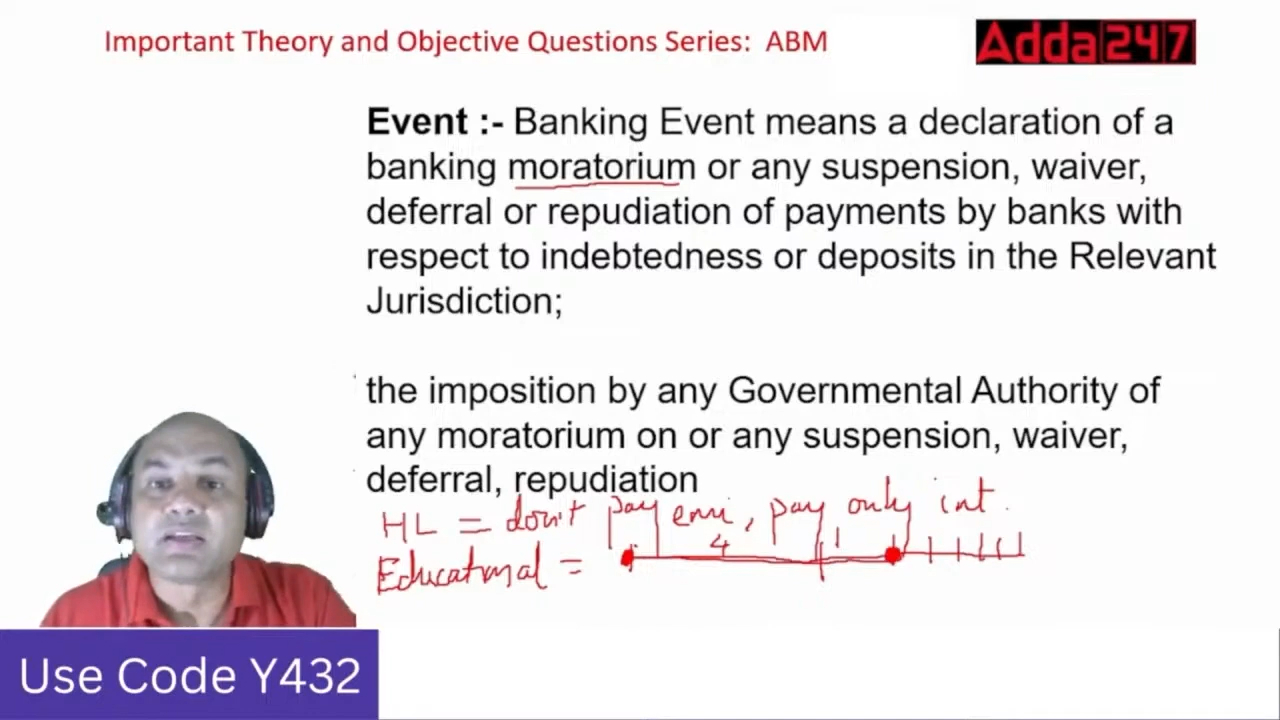 Important Theory and Objective Questions Series: ABM
Adda247
Event :- Banking Event means a declaration of a
banking moratorium or any suspension, waiver,
deferral or repudiation of payments by banks with
respect to indebtedness or deposits in the Relevant
Jurisdiction;
the imposition by any Governmental Authority of
any moratorium on or any suspension, waiver,
deferral, repudiation
HL = don't pay emi, pay only int.
4 1
Educational =
Use Code Y432